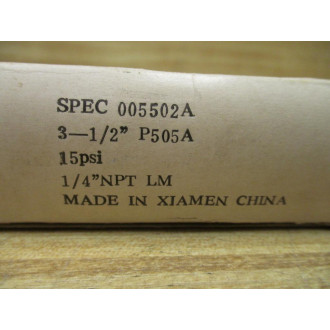 SPEC 005502A
3—1/2” P505A
15psi
1/4”NPT LM
MADE IN XIAMEN CHINA